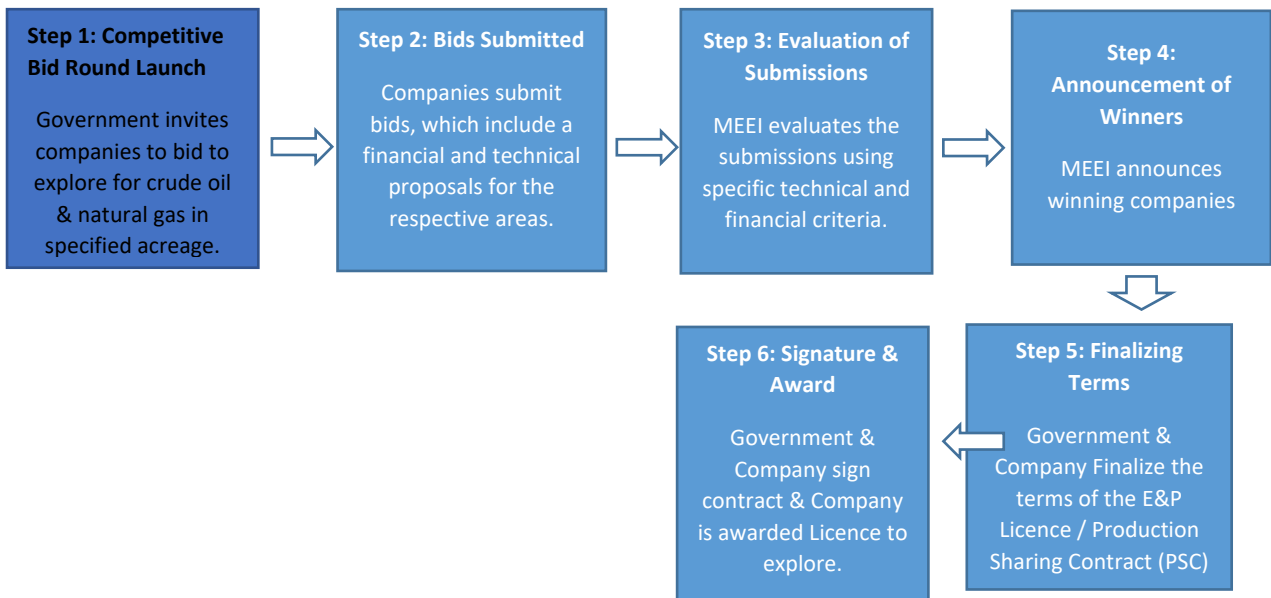 Step 1: Competitive
Bid Round Launch
Government invites
companies to bid to
explore for crude oil
& natural gas in
specified acreage.
Step 2: Bids Submitted
Companies submit
bids, which include a
financial and technical
proposals for the
respective areas.
Step 3: Evaluation of
Submissions
MEEI evaluates the
submissions using
specific technical and
financial criteria.
Step 4:
Announcement of
Winners
MEEI announces
winning companies
Step 5: Finalizing
Terms
Government &
Company Finalize the
terms of the E&P
Licence / Production
Sharing Contract (PSC)
Step 6: Signature &
Award
Government &
Company sign
contract & Company
is awarded Licence to
explore.